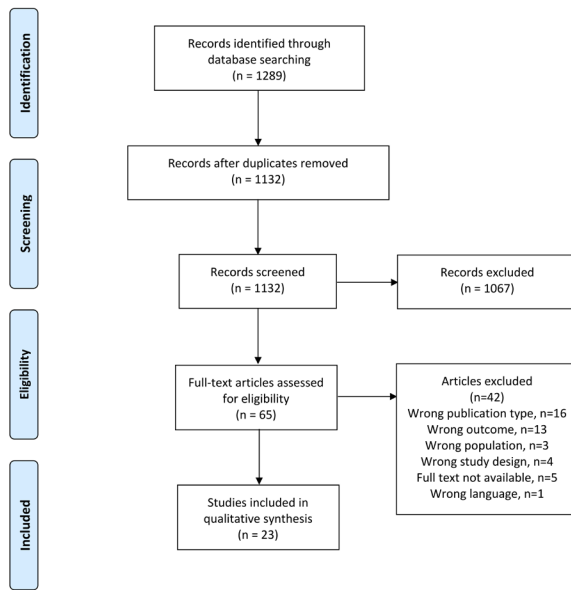 Identification
Records identified through
database searching
(n = 1289)
Screening
Records after duplicates removed
(n = 1132)
Records screened
(n = 1132)
Records excluded
(n = 1067)
Eligibility
Full-text articles assessed
for eligibility
(n = 65)
Articles excluded
(n=42)
Wrong publication type, n=16
Wrong outcome, n=13
Wrong population, n=3
Wrong study design, n=4
Full text not available, n=5
Wrong language, n=1
Included
Studies included in
qualitative synthesis
(n = 23)